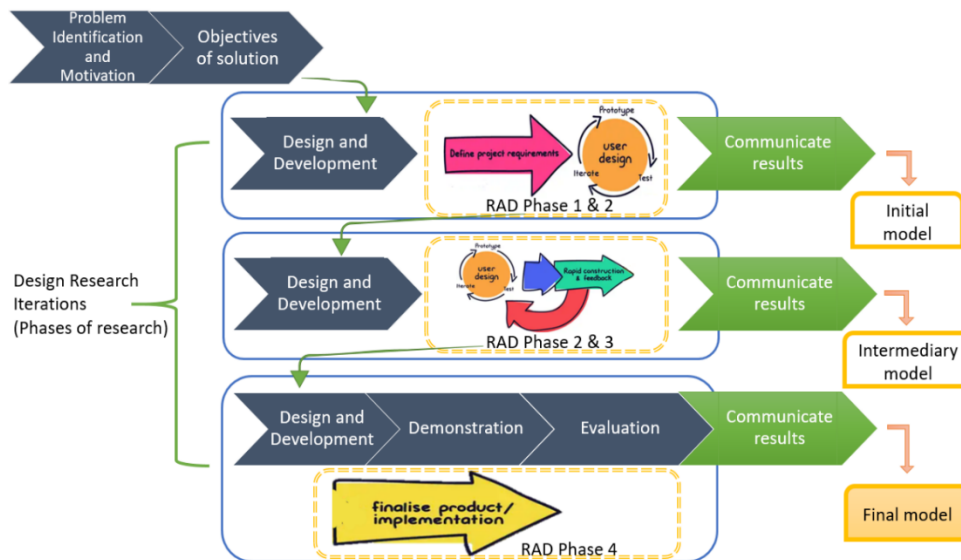 Problem
Identification
and
Motivation
Objectives
of solution
Design and
Development
Define project requirements
Prototype
user
design
Iterate
Test
RAD Phase 1 & 2
Communicate
results
Initial
model
Design Research
Iterations
(Phases of research)
Design and
Development
Prototype
user
design
Iterate
Test
Rapid construction
& feedback
RAD Phase 2 & 3
Communicate
results
Intermediary
model
Design and
Development
Demonstration
Evaluation
Communicate
results
finalise product/
implementation
RAD Phase 4
Final model